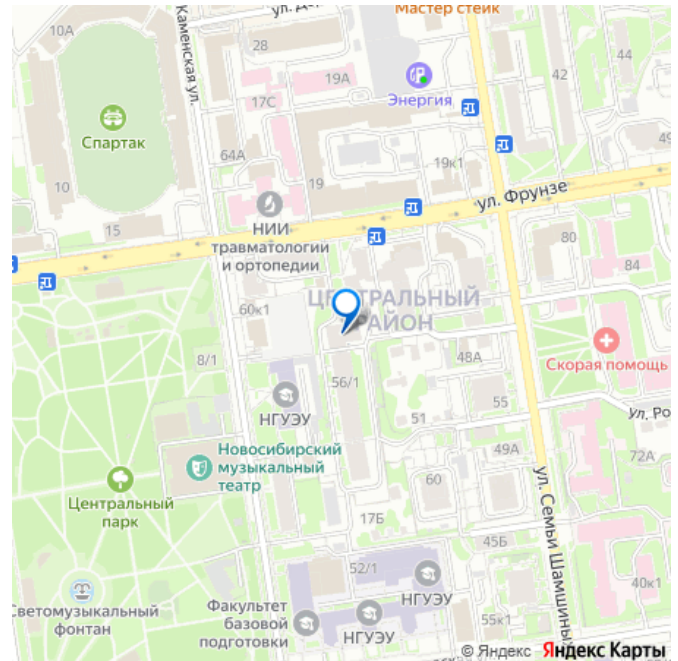 10А
Каменская ул.
Мастер стейк
28
19А
Энергия
42
44
17С
Спартак
64А
19к1
10
19
ул. Фрунзе
15
НИИ
травматологии
и ортопедии
80
84
60к1
ЦЕНТРАЛЬНЫЙ
РАЙОН
8/1
48А
Скорая помощь
56/1
НГУЭУ
55
51
Новосибирский
музыкальный
театр
49А
72А
Центральный
парк
60
ул. Семьи Шамшиных
17Б
45Б
52/1
НГУЭУ
40к1
Светомузыкальный
фонтан
Факультет
базовой
подготовки
НГУЭУ
55к1
© Яндекс Яндекс Карты